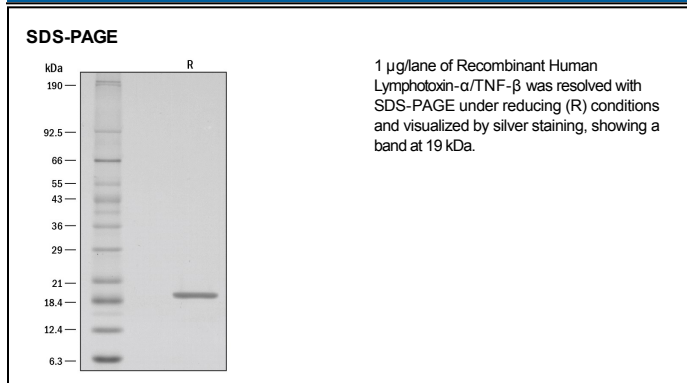 SDS-PAGE
kDa
R
190
92.5
66
55
43
36
29
21
18.4
12.4
6.3
1 µg/lane of Recombinant Human
Lymphotoxin-α/TNF-β was resolved with
SDS-PAGE under reducing (R) conditions
and visualized by silver staining, showing a
band at 19 kDa.